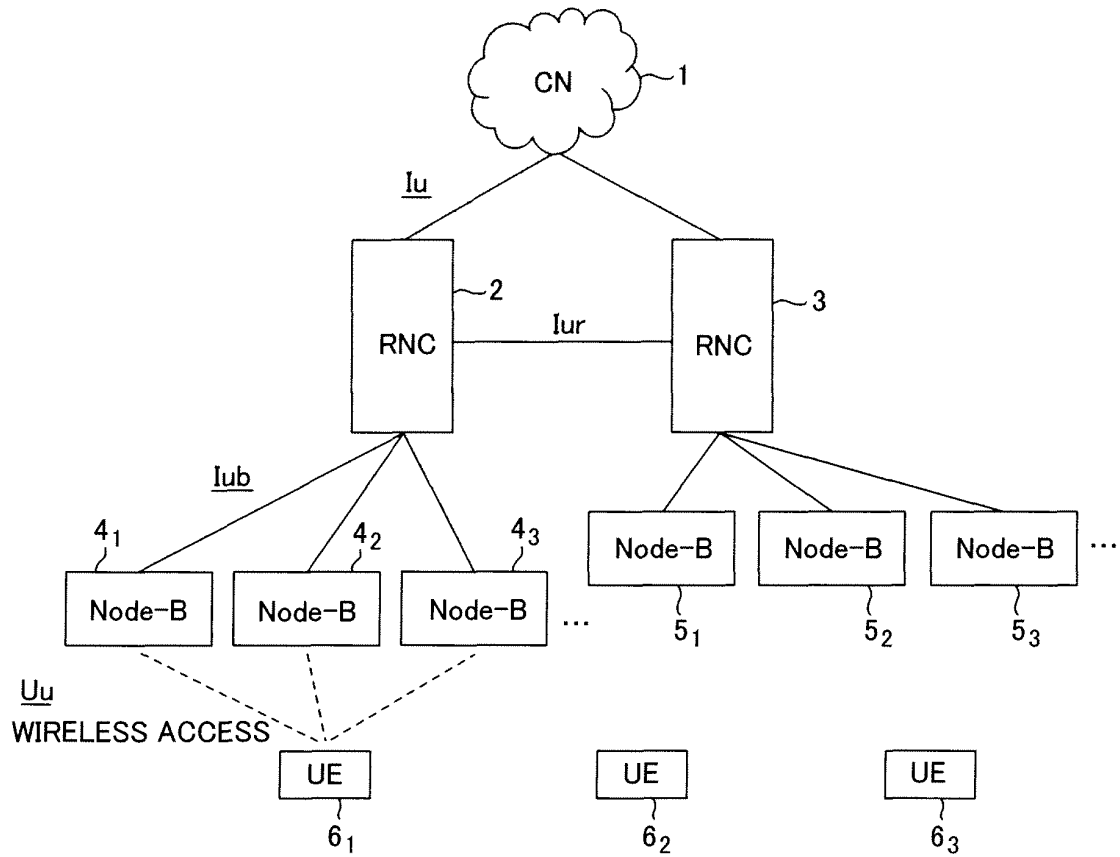 CN
1
Iu
2
3
RNC
Iur
RNC
Iub
4₁
4₂
4₃
Node-B
Node-B
Node-B
...
Node-B
Node-B
Node-B
...
5₁
5₂
5₃
Uu
WIRELESS ACCESS
UE
UE
UE
6₁
6₂
6₃